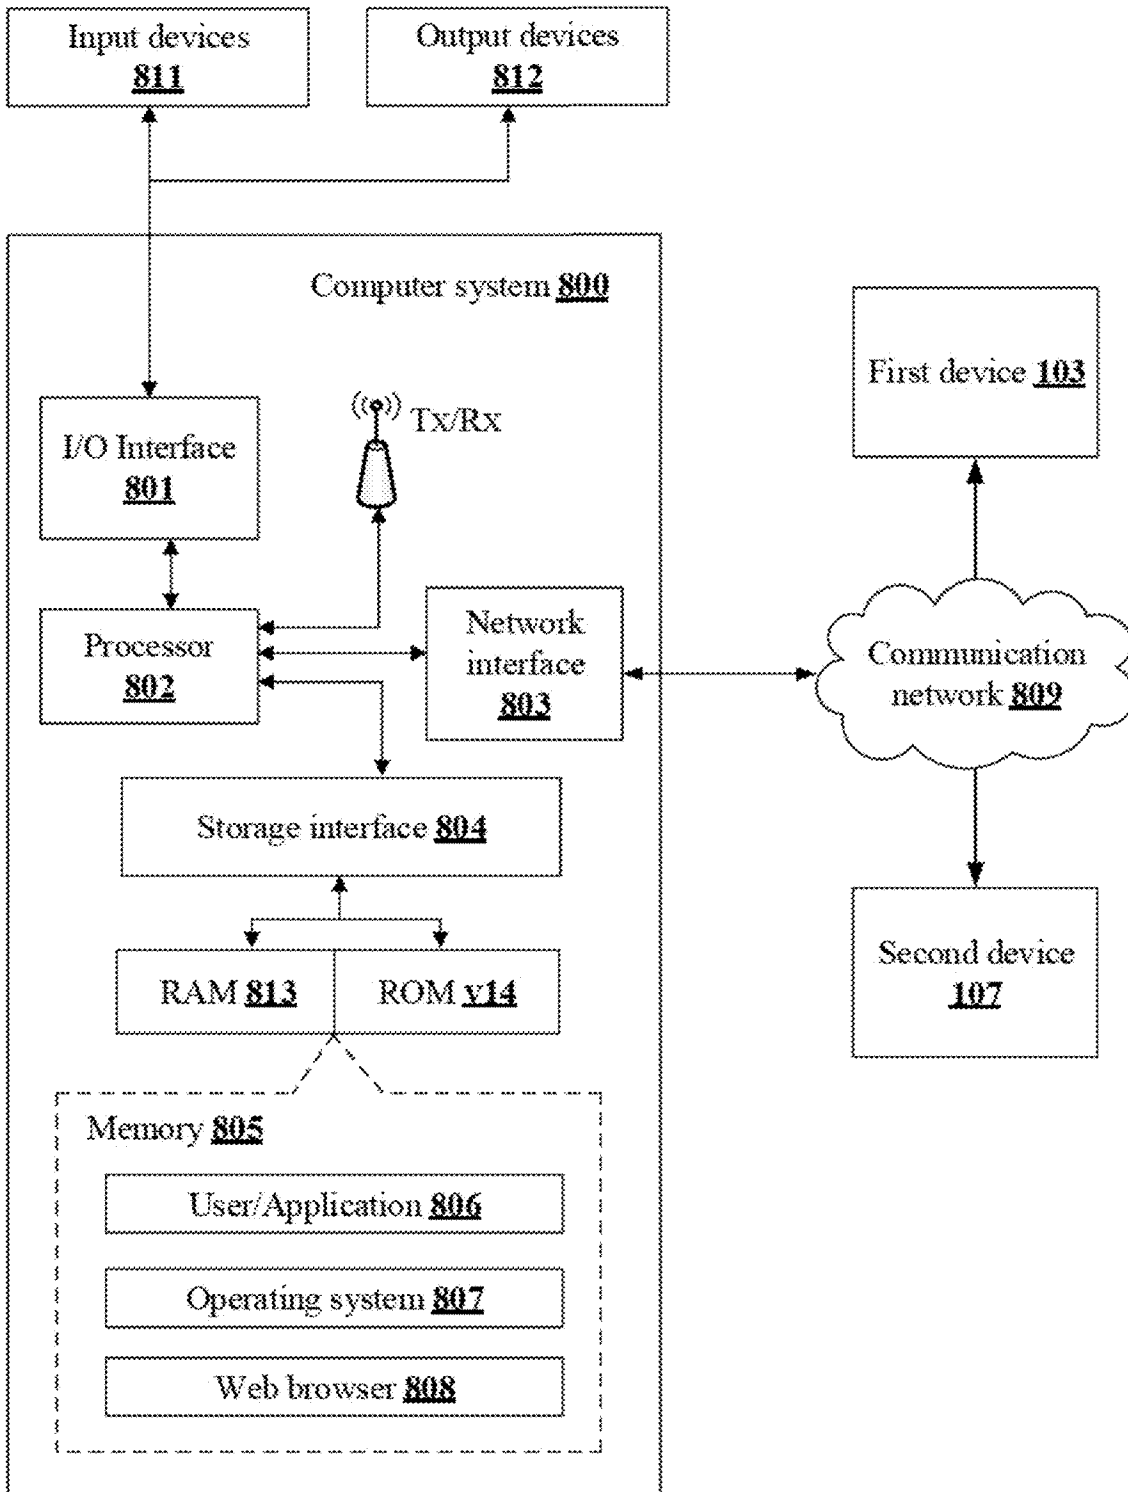 Input devices
811
Output devices
812
Computer system 800
I/O Interface
801
Tx/Rx
First device 103
Processor
802
Network
interface
803
Communication
network 809
Storage interface 804
RAM 813
ROM v14
Second device
107
Memory 805
User/Application 806
Operating system 807
Web browser 808